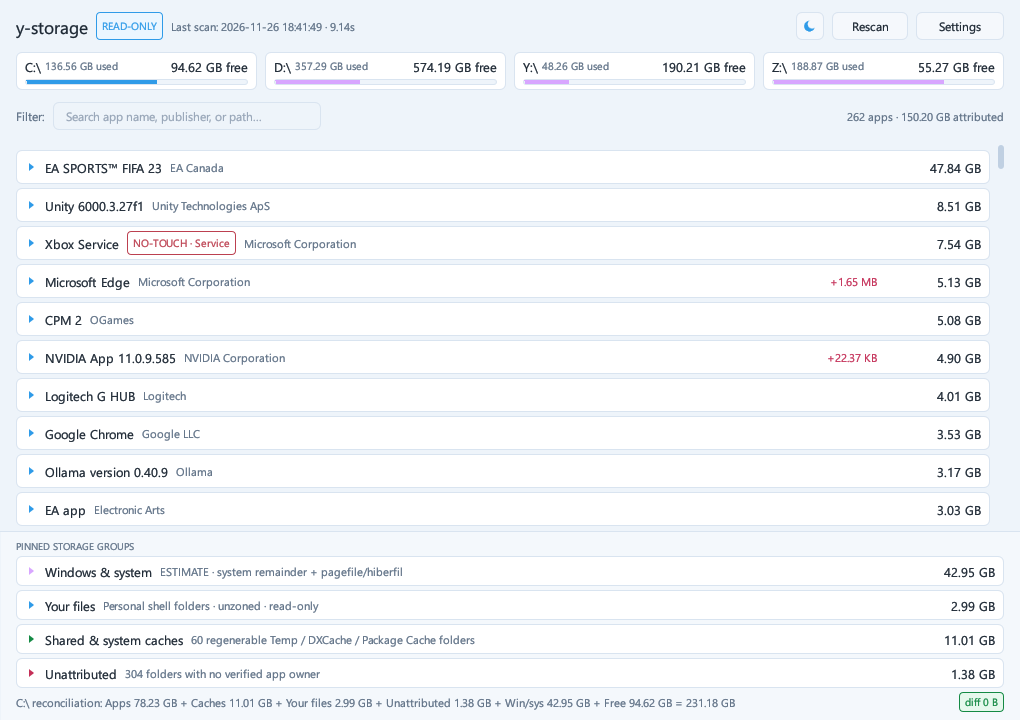 y-storage READ-ONLY Last scan: 2026-11-26 18:41:49 · 9.14s Rescan Settings
C:\ 136.56 GB used 94.62 GB free D:\ 357.29 GB used 574.19 GB free Y:\ 48.26 GB used 190.21 GB free Z:\ 188.87 GB used 55.27 GB free
Filter: Search app name, publisher, or path... 262 apps · 150.20 GB attributed
EA SPORTS™ FIFA 23 EA Canada 47.84 GB
Unity 6000.3.27f1 Unity Technologies ApS 8.51 GB
Xbox Service NO-TOUCH · Service Microsoft Corporation 7.54 GB
Microsoft Edge Microsoft Corporation +1.65 MB 5.13 GB
CPM 2 OGames 5.08 GB
NVIDIA App 11.0.9.585 NVIDIA Corporation +22.37 KB 4.90 GB
Logitech G HUB Logitech 4.01 GB
Google Chrome Google LLC 3.53 GB
Ollama version 0.40.9 Ollama 3.17 GB
EA app Electronic Arts 3.03 GB
PINNED STORAGE GROUPS
Windows & system ESTIMATE · system remainder + pagefile/hiberfil 42.95 GB
Your files Personal shell folders · unzoned · read-only 2.99 GB
Shared & system caches 60 regenerable Temp / DXCache / Package Cache folders 11.01 GB
Unattributed 304 folders with no verified app owner 1.38 GB
C:\ reconciliation: Apps 78.23 GB + Caches 11.01 GB + Your files 2.99 GB + Unattributed 1.38 GB + Win/sys 42.95 GB + Free 94.62 GB = 231.18 GB diff 0 B